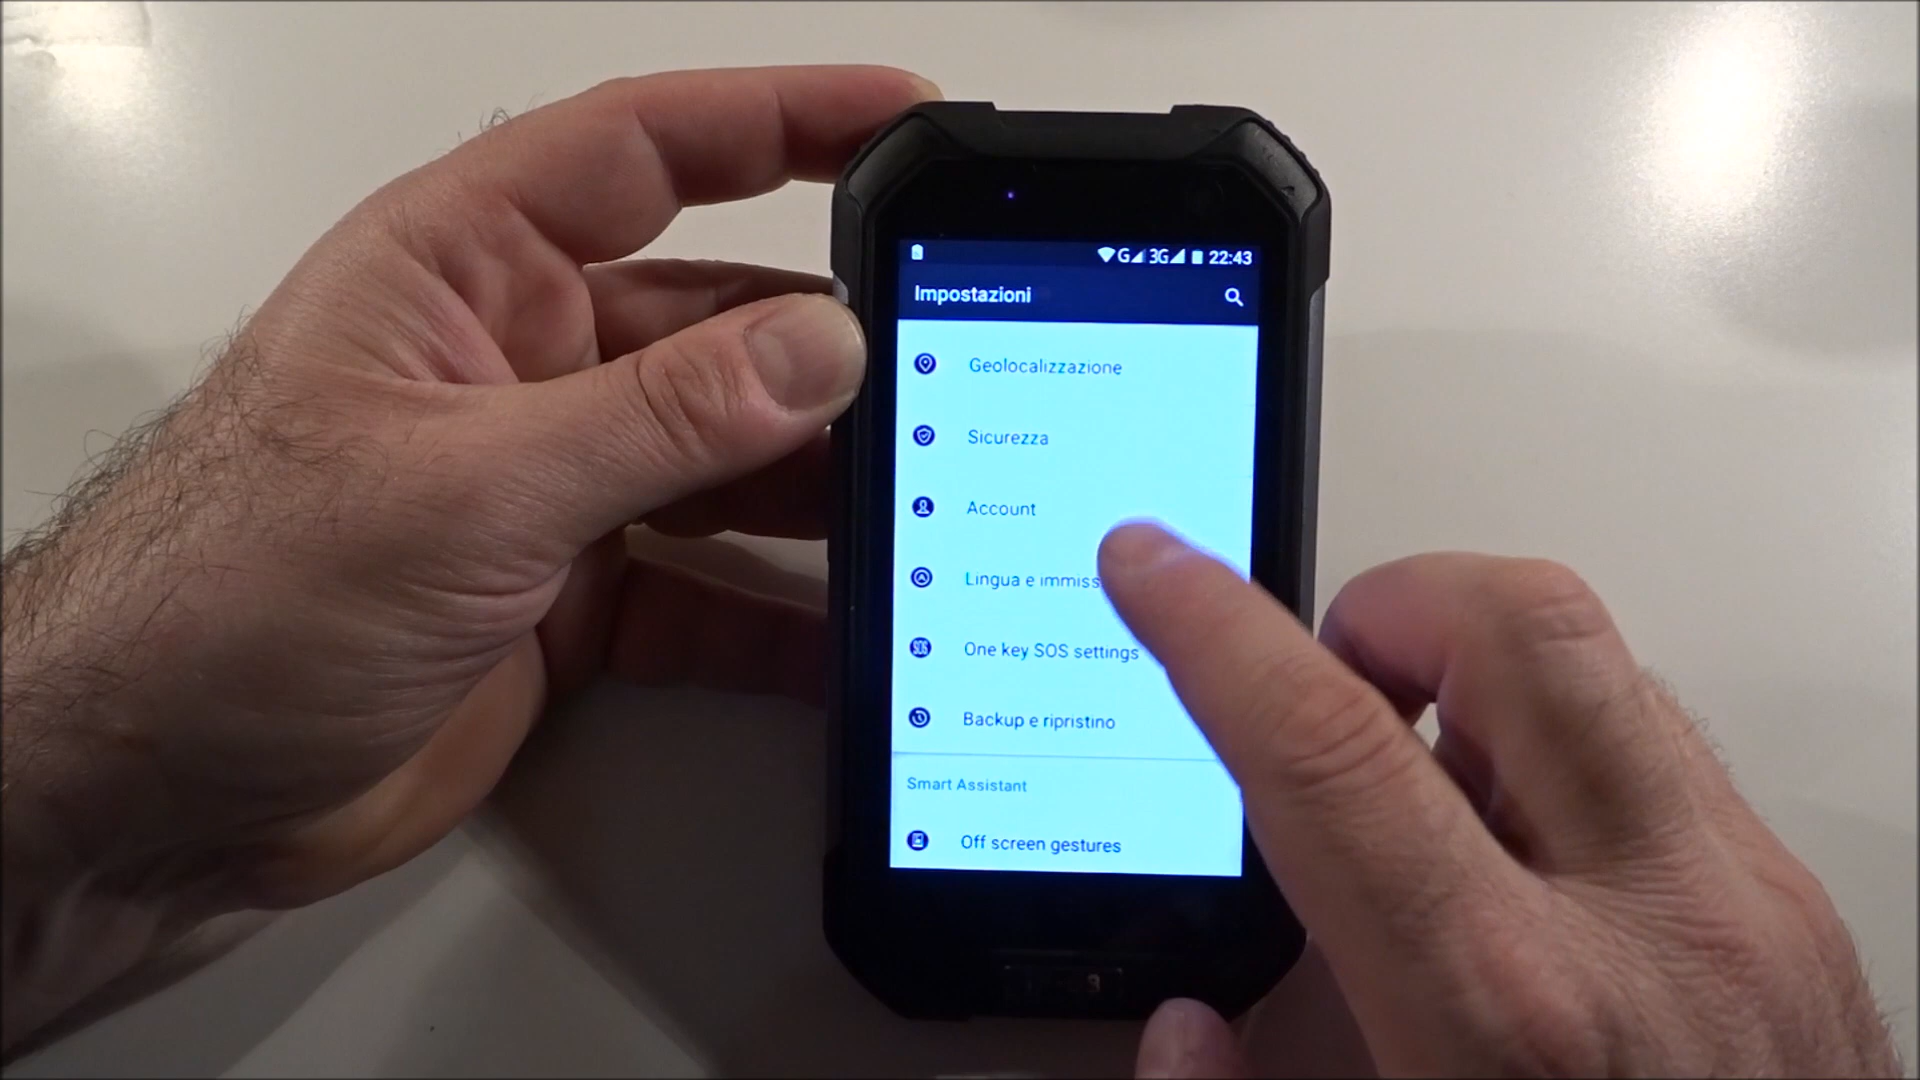 G 3G 22:43
Impostazioni
Geolocalizzazione
Sicurezza
Account
Lingua e immiss
SOS One key SOS settings
Backup e ripristino
Smart Assistant
Off screen gestures